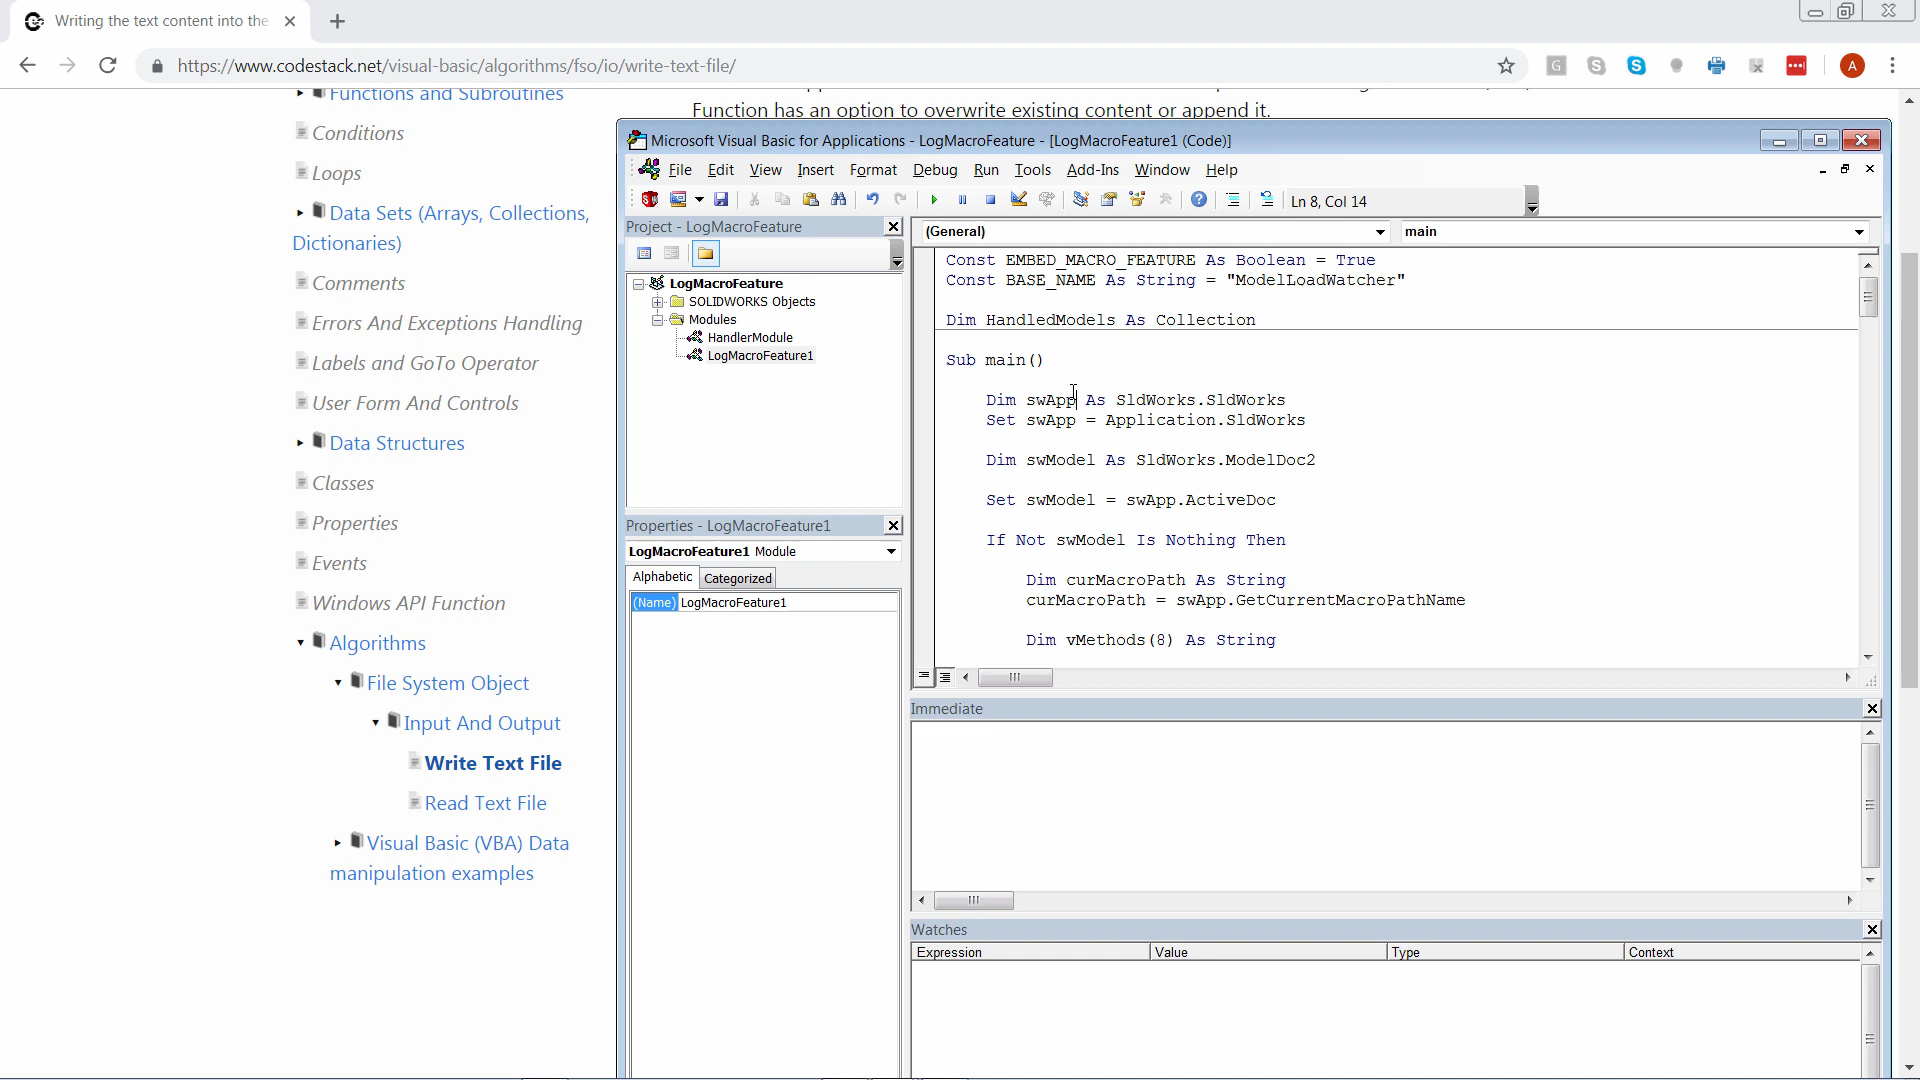 Writing the text content into the
https://www.codestack.net/visual-basic/algorithms/fso/io/write-text-file/
A
Functions and Subroutines
Conditions
Loops
Data Sets (Arrays, Collections,
Dictionaries)
Comments
Errors And Exceptions Handling
Labels and GoTo Operator
User Form And Controls
Data Structures
Classes
Properties
Events
Windows API Function
Algorithms
File System Object
Input And Output
Write Text File
Read Text File
Visual Basic (VBA) Data
manipulation examples
Function has an option to overwrite existing content or append it.
Microsoft Visual Basic for Applications - LogMacroFeature - [LogMacroFeature1 (Code)]
File Edit View Insert Format Debug Run Tools Add-Ins Window Help
Ln 8, Col 14
Project - LogMacroFeature
LogMacroFeature
SOLIDWORKS Objects
Modules
HandlerModule
LogMacroFeature1
Properties - LogMacroFeature1
LogMacroFeature1 Module
Alphabetic Categorized
(Name) LogMacroFeature1
(General) main
Const EMBED_MACRO_FEATURE As Boolean = True
Const BASE_NAME As String = "ModelLoadWatcher"
Dim HandledModels As Collection
Sub main()
Dim swApp As SldWorks.SldWorks
Set swApp = Application.SldWorks
Dim swModel As SldWorks.ModelDoc2
Set swModel = swApp.ActiveDoc
If Not swModel Is Nothing Then
Dim curMacroPath As String
curMacroPath = swApp.GetCurrentMacroPathName
Dim vMethods(8) As String
Immediate
Watches
Expression Value Type Context